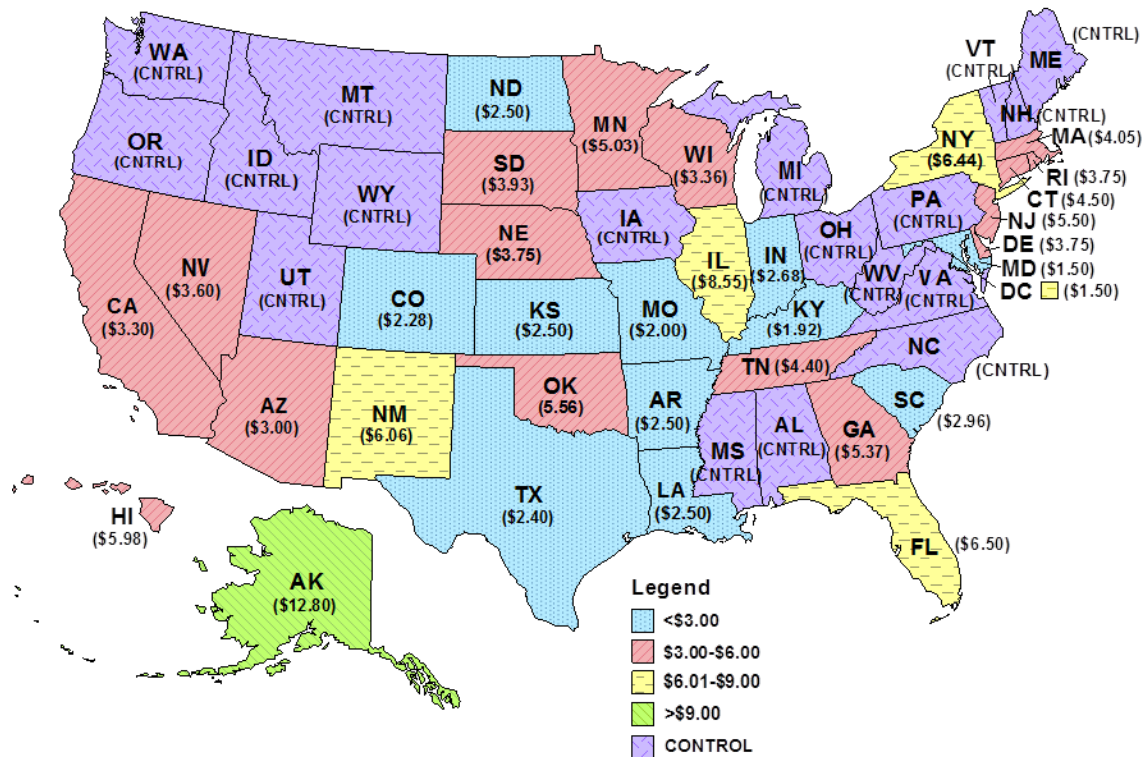 WA
(CNTRL)
MT
(CNTRL)
ND
($2.50)
MN
($5.03)
VT
(CNTRL)
ME
(CNTRL)
OR
(CNTRL)
ID
(CNTRL)
SD
($3.93)
WI
($3.36)
MI
(CNTRL)
NY
($6.44)
NH
(CNTRL)
MA ($4.05)
RI ($3.75)
CT ($4.50)
NJ ($5.50)
DE ($3.75)
MD ($1.50)
DC ($1.50)
WY
(CNTRL)
NE
($3.75)
IA
(CNTRL)
PA
(CNTRL)
OH
(CNTRL)
IL
($8.55)
IN
($2.68)
WV
(CNTR)
VA
(CNTRL)
CA
($3.30)
NV
($3.60)
UT
(CNTRL)
CO
($2.28)
KS
($2.50)
MO
($2.00)
KY
($1.92)
NC
(CNTRL)
TN ($4.40)
AZ
($3.00)
NM
($6.06)
OK
(5.56)
AR
($2.50)
SC
($2.96)
MS
(CNTRL)
AL
(CNTRL)
GA
($5.37)
TX
($2.40)
LA
($2.50)
FL
($6.50)
HI
($5.98)
AK
($12.80)
Legend
<$3.00
$3.00-$6.00
$6.01-$9.00
>$9.00
CONTROL